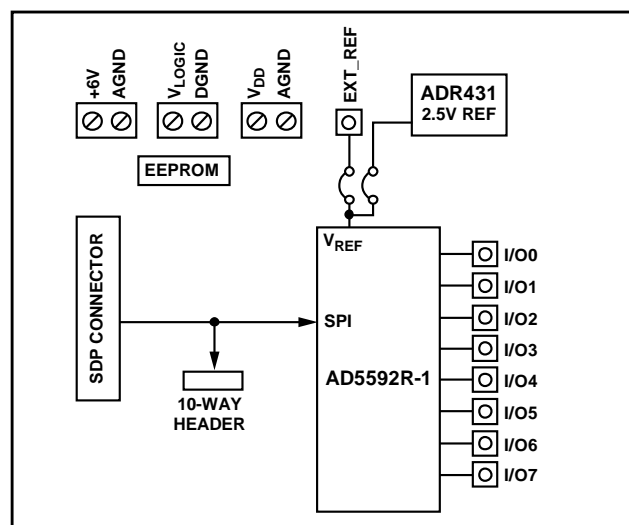 +6V
AGND
VLOGIC
DGND
VDD
AGND
EXT_REF
ADR431
2.5V REF
EEPROM
VREF
SDP CONNECTOR
SPI
AD5592R-1
10-WAY
HEADER
I/O0
I/O1
I/O2
I/O3
I/O4
I/O5
I/O6
I/O7